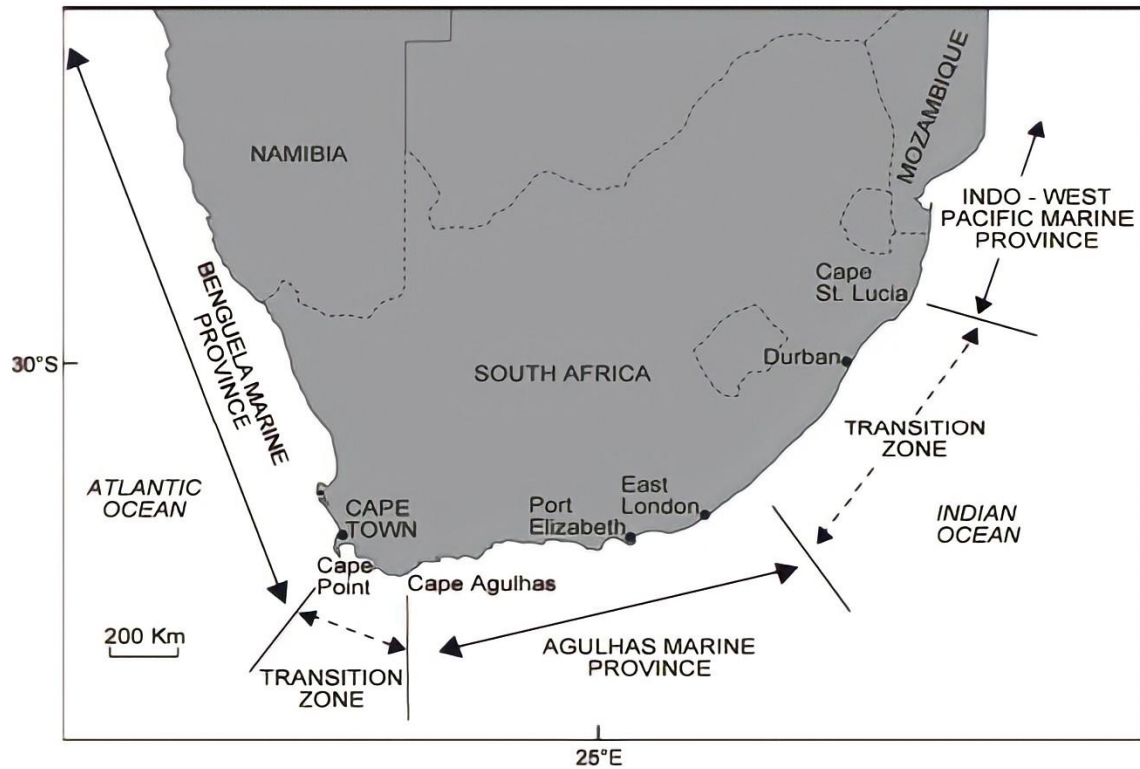 NAMIBIA
MOZAMBIQUE
INDO - WEST
PACIFIC MARINE
PROVINCE
Cape
St. Lucia
BENGUELA MARINE
PROVINCE
30°S
SOUTH AFRICA
Durban
TRANSITION
ZONE
ATLANTIC
OCEAN
CAPE
TOWN
Port
Elizabeth
East
London
INDIAN
OCEAN
Cape
Point
Cape Agulhas
200 Km
TRANSITION
ZONE
AGULHAS MARINE
PROVINCE
25°E